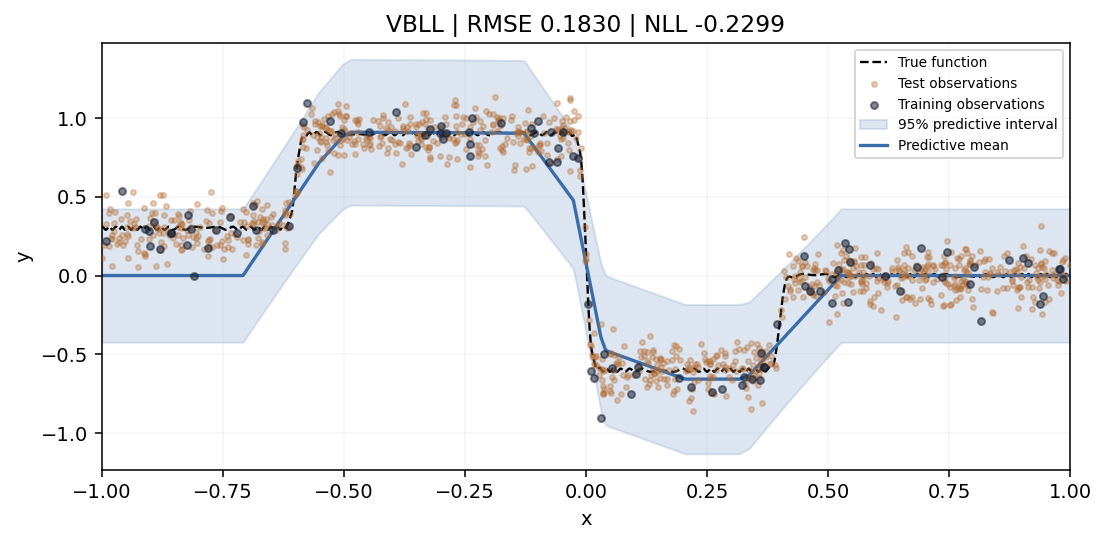 VBLL | RMSE 0.1830 | NLL -0.2299
True function
Test observations
Training observations
95% predictive interval
Predictive mean
y
1.0
0.5
0.0
−0.5
−1.0
−1.00 −0.75 −0.50 −0.25 0.00 0.25 0.50 0.75 1.00
x